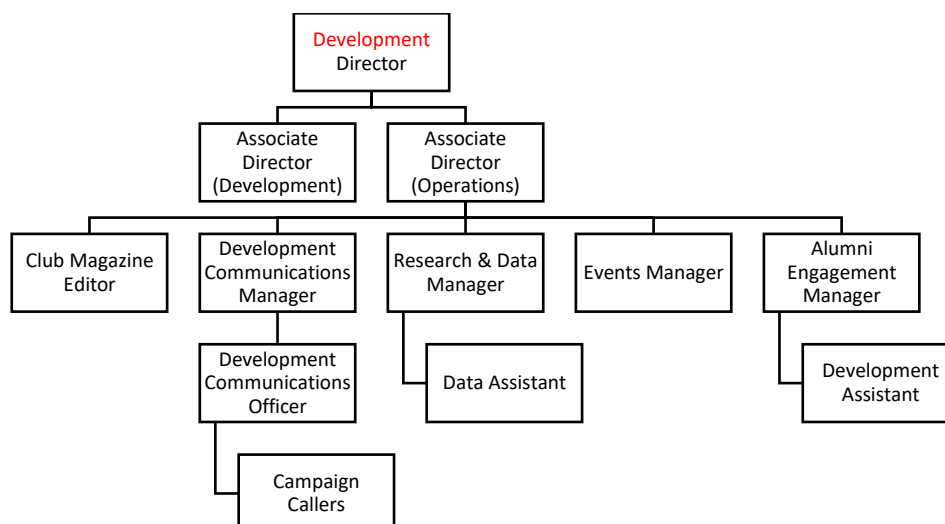 Development
Director
Associate
Director
(Development)
Associate
Director
(Operations)
Club Magazine
Editor
Development
Communications
Manager
Research & Data
Manager
Events Manager
Alumni
Engagement
Manager
Development
Communications
Officer
Data Assistant
Development
Assistant
Campaign
Callers